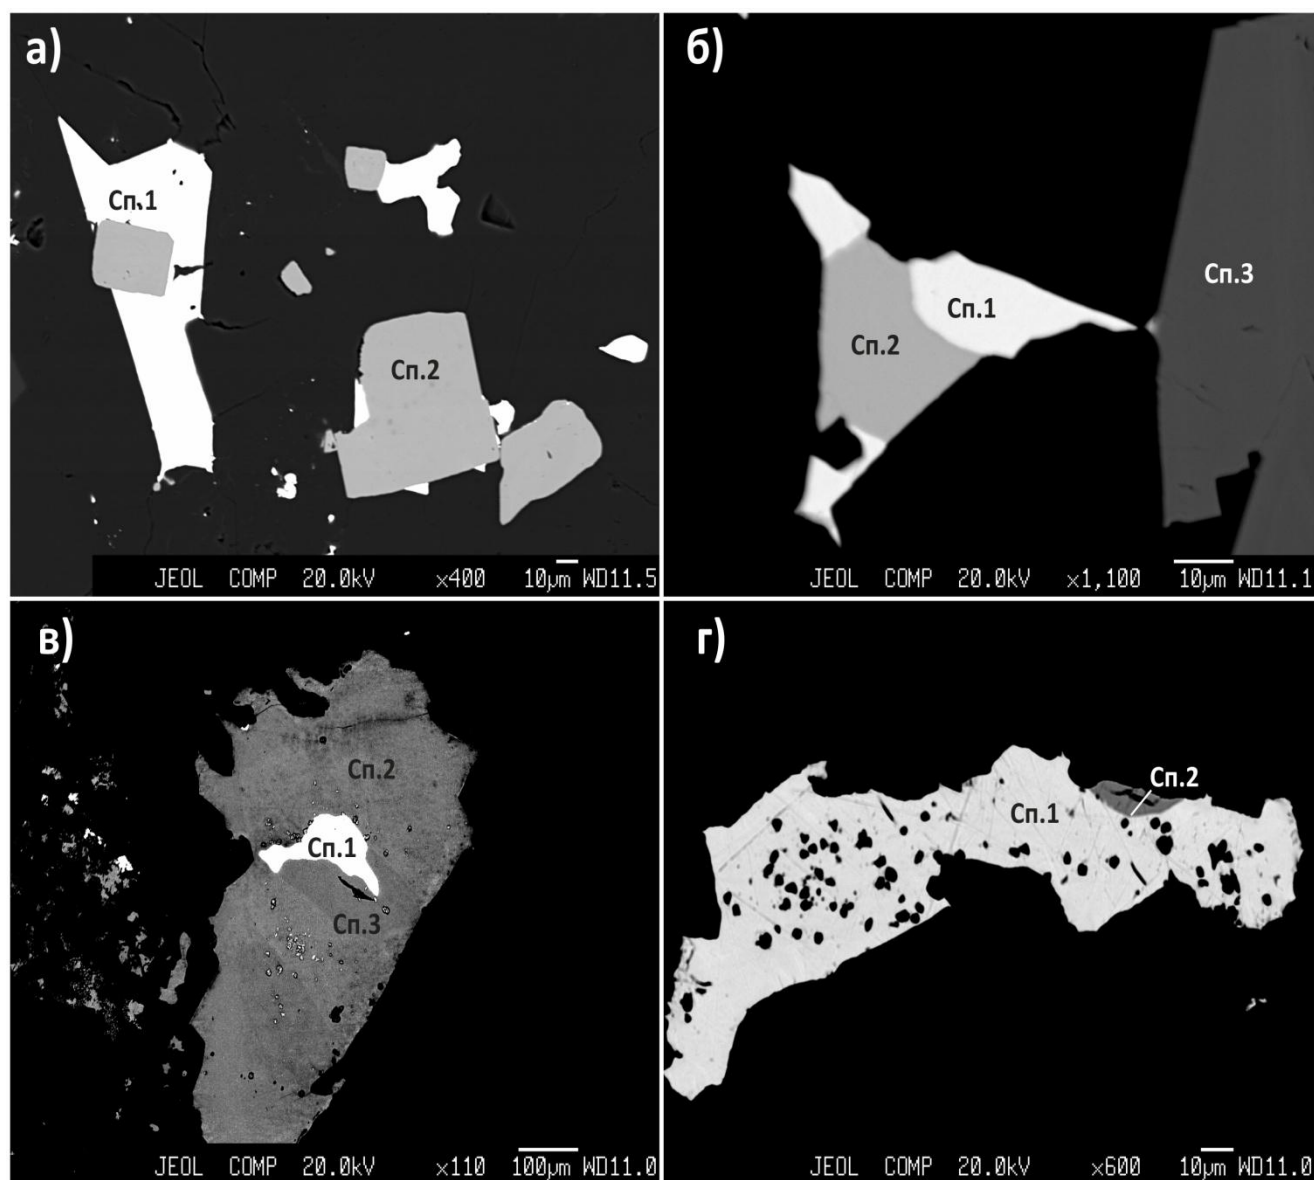 а)
Сп.1
Сп.2
JEOL COMP 20.0kV ×400 10µm WD11.5
б)
Сп.3
Сп.1
Сп.2
JEOL COMP 20.0kV ×1,100 10µm WD11.1
в)
Сп.2
Сп.1
Сп.3
JEOL COMP 20.0kV ×110 100µm WD11.0
г)
Сп.2
Сп.1
JEOL COMP 20.0kV ×600 10µm WD11.0